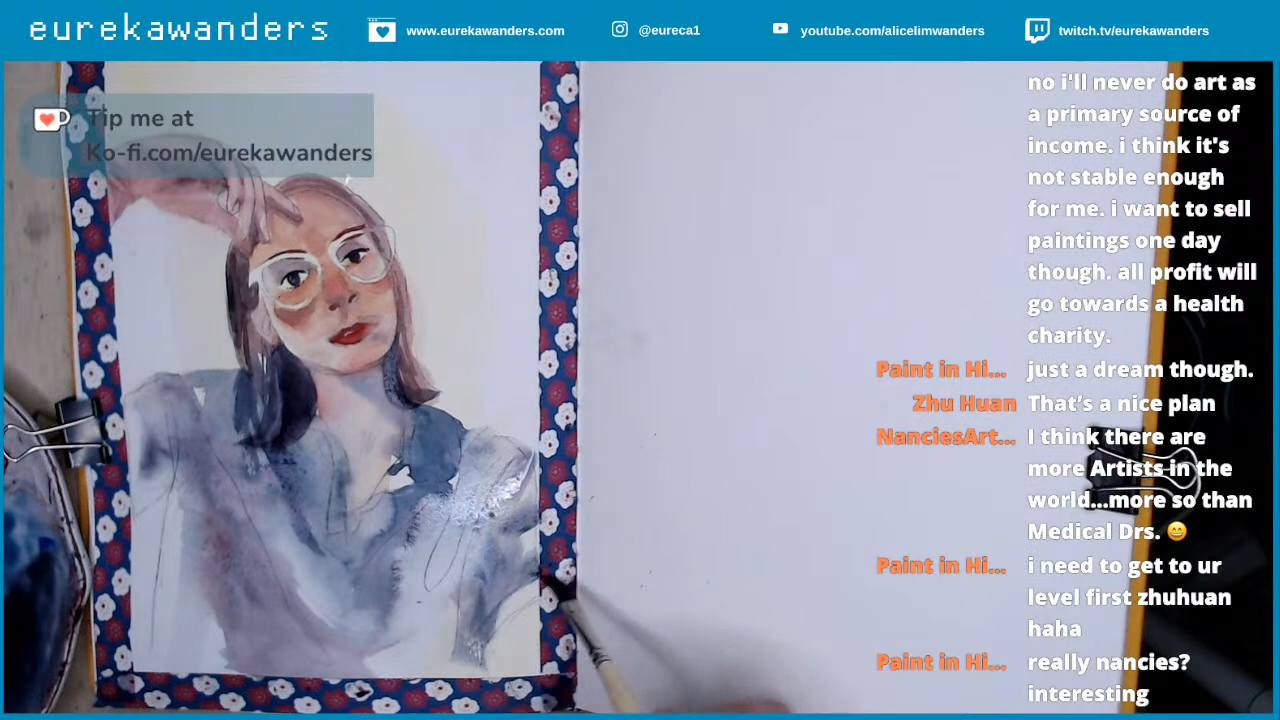 eurekawanders
www.eurekawanders.com
@eureca1
youtube.com/alicelimwanders
twitch.tv/eurekawanders
Tip me at
Ko-fi.com/eurekawanders
no i'll never do art as
a primary source of
income. i think it's
not stable enough
for me. i want to sell
paintings one day
though. all profit will
go towards a health
charity.
Paint in Hi... just a dream though.
Zhu Huan That's a nice plan
NanciesArt... I think there are
more Artists in the
world...more so than
Medical Drs. 😄
Paint in Hi... i need to get to ur
level first zhuhuan
haha
Paint in Hi... really nancies?
interesting